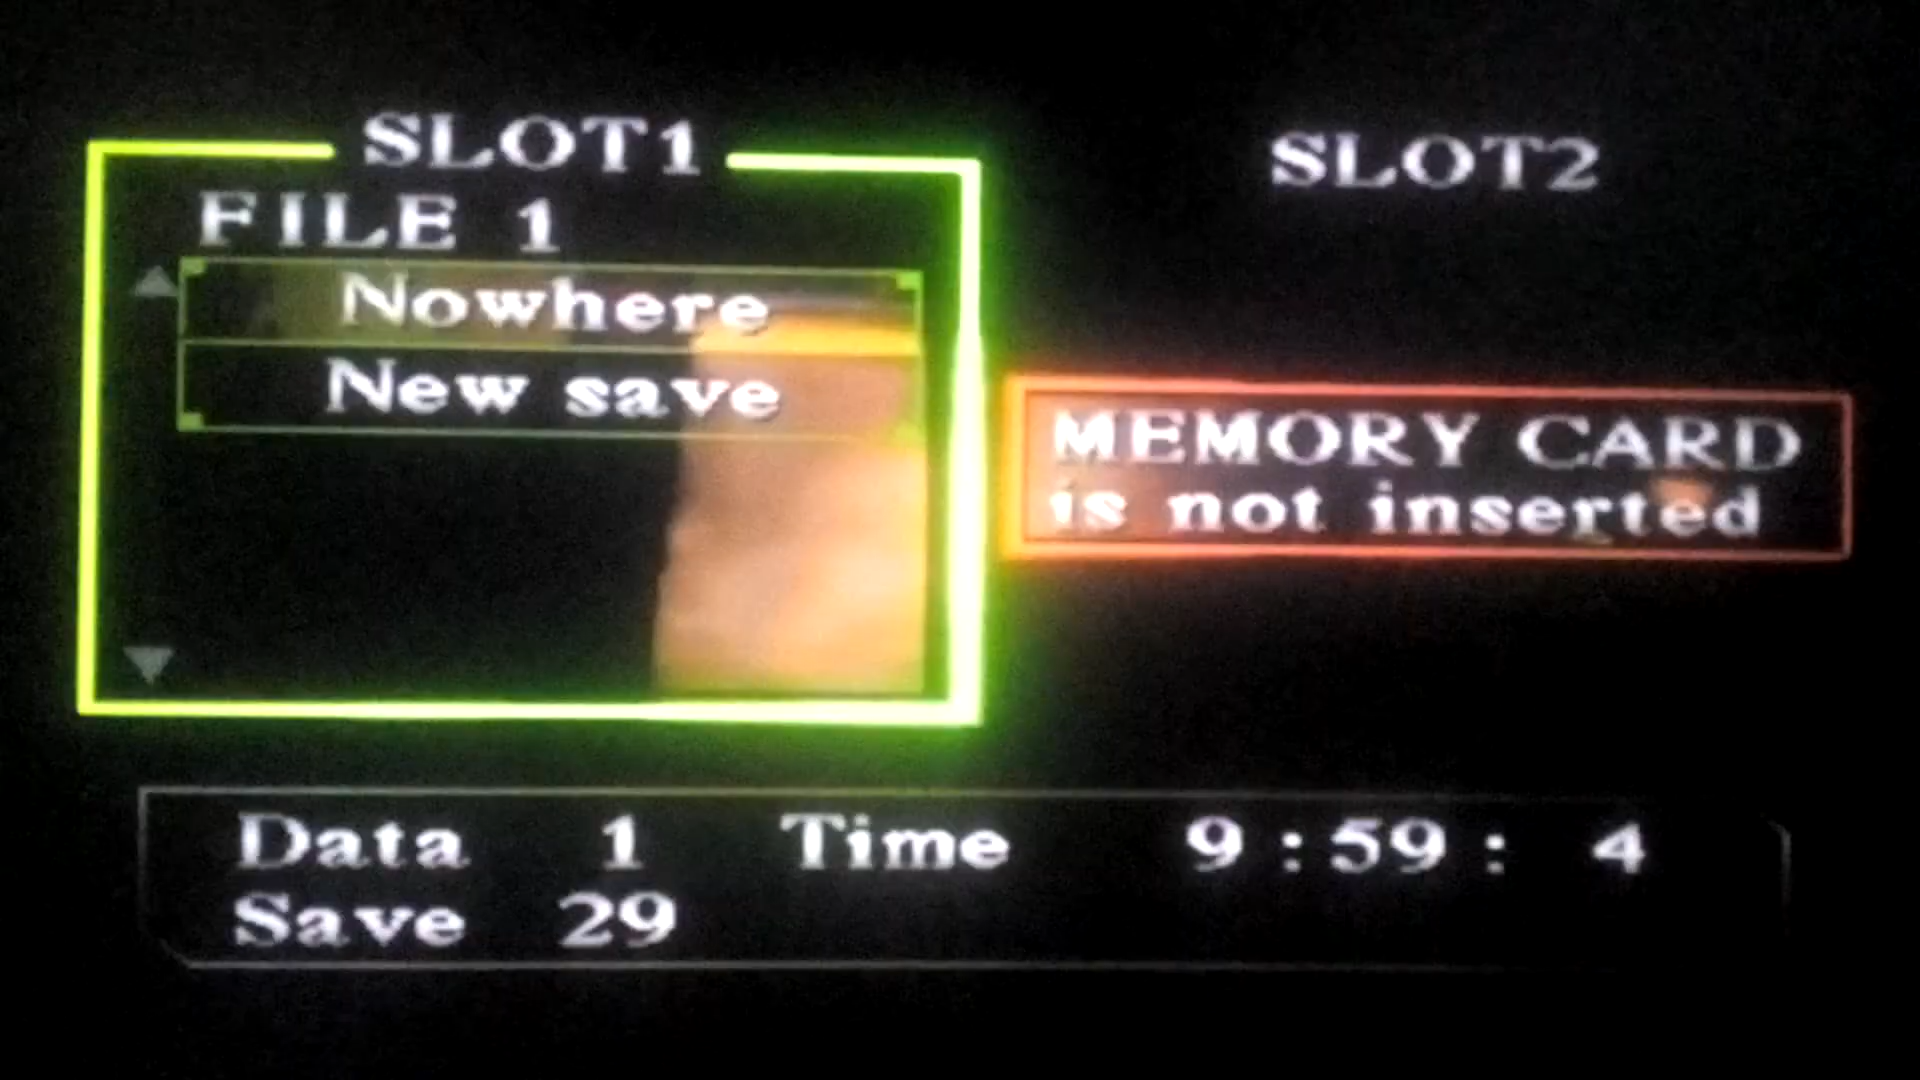 SLOT1
FILE 1
Nowhere
New save
SLOT2
MEMORY CARD
is not inserted
Data 1 Time 9:59: 4
Save 29